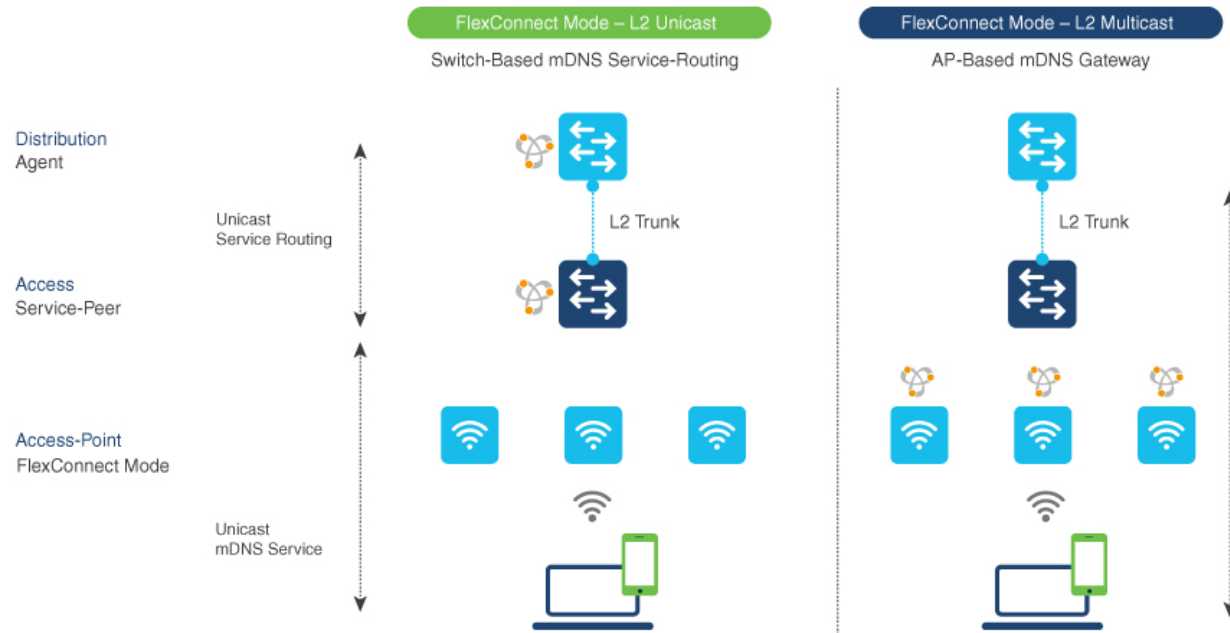 FlexConnect Mode – L2 Unicast
FlexConnect Mode – L2 Multicast
Switch-Based mDNS Service-Routing
AP-Based mDNS Gateway
Distribution
Agent
Unicast
Service Routing
L2 Trunk
L2 Trunk
Access
Service-Peer
Access-Point
FlexConnect Mode
Unicast
mDNS Service